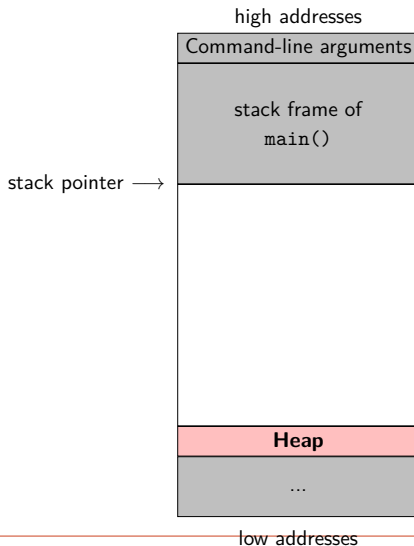 high addresses
Command-line arguments
stack frame of
main()
stack pointer →
Heap
...
low addresses